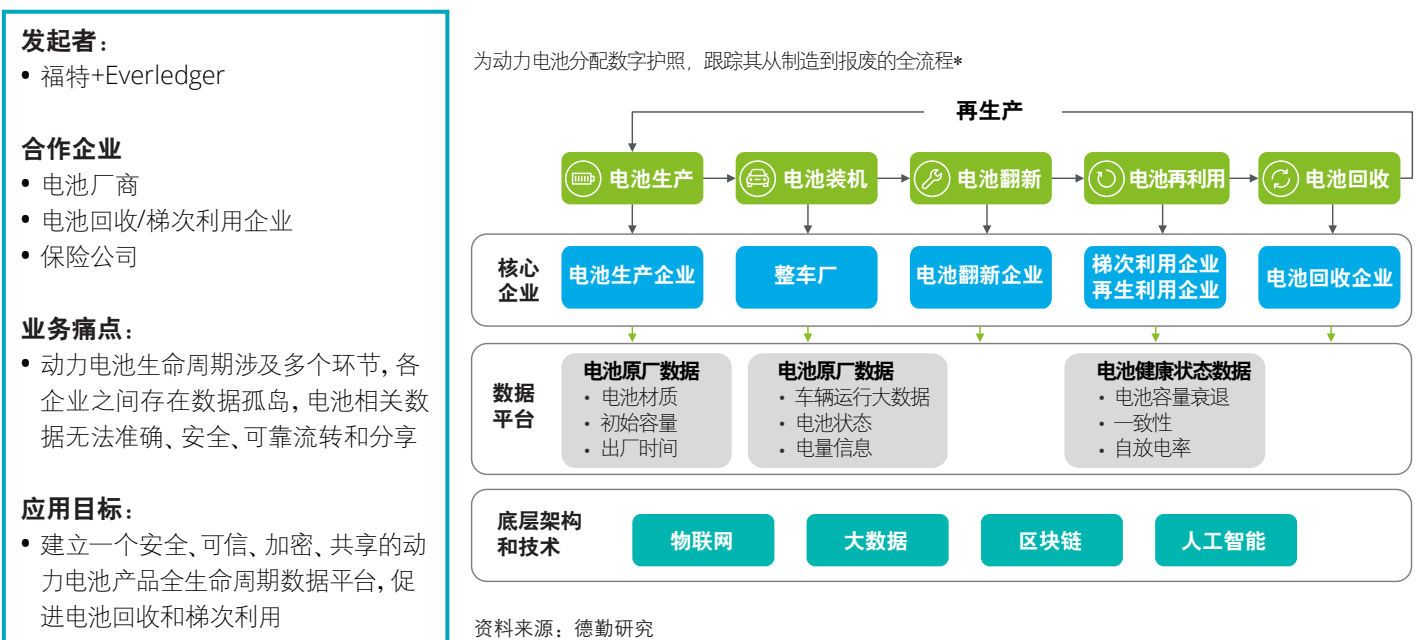 发起者：
• 福特+Everledger
合作企业
• 电池厂商
• 电池回收/梯次利用企业
• 保险公司
业务痛点：
• 动力电池生命周期涉及多个环节，各
企业之间存在数据孤岛，电池相关数
据无法准确、安全、可靠流转和分享
应用目标：
• 建立一个安全、可信、加密、共享的动
力电池产品全生命周期数据平台，促
进电池回收和梯次利用
为动力电池分配数字护照，跟踪其从制造到报废的全流程*
再生产
电池生产 电池装机 电池翻新 电池再利用 电池回收
核心
企业
电池生产企业 整车厂 电池翻新企业
梯次利用企业
再生利用企业
电池回收企业
数据
平台
电池原厂数据
• 电池材质
• 初始容量
• 出厂时间
电池原厂数据
• 车辆运行大数据
• 电池状态
• 电量信息
电池健康状态数据
• 电池容量衰退
• 一致性
• 自放电率
底层架构
和技术
物联网 大数据 区块链 人工智能
资料来源：德勤研究